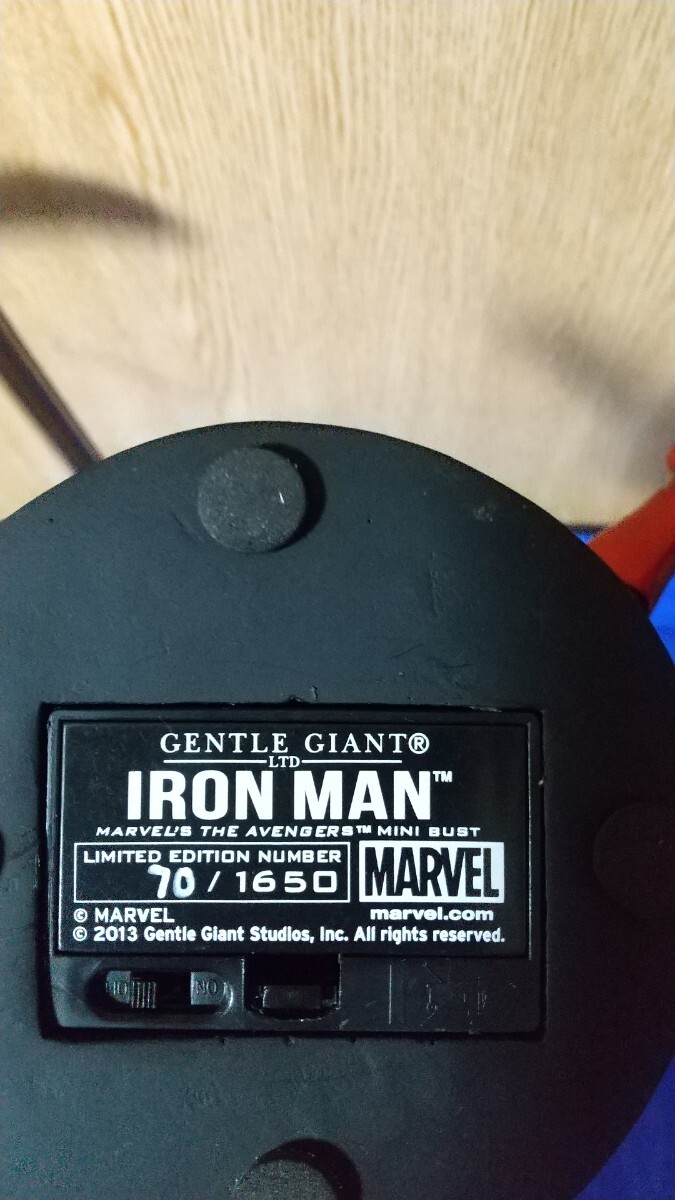 GENTLE GIANT®
LTD
IRON MAN™
MARVEL'S THE AVENGERS™ MINI BUST
LIMITED EDITION NUMBER
70 / 1650
MARVEL
© MARVEL
marvel.com
© 2013 Gentle Giant Studios, Inc. All rights reserved.
ON